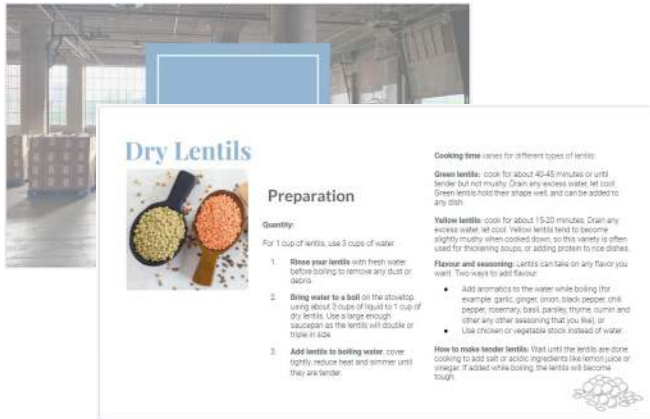 Dry Lentils
Preparation
Quantity:
For 1 cup of lentils, use 3 cups of water
1. Rinse your lentils with fresh water
before boiling to remove any dust or
debris.
2. Bring water to a boil on the stovetop
using about 3 cups of liquid to 1 cup of
dry lentils. Use a large enough
saucepan as the lentils will double or
triple in size.
3. Add lentils to boiling water, cover
tightly, reduce heat and simmer until
they are tender.
Cooking time varies for different types of lentils:
Green lentils: cook for about 40-45 minutes or until
tender but not mushy. Drain any excess water, let cool.
Green lentils hold their shape well, and can be added to
any dish.
Yellow lentils: cook for about 15-20 minutes. Drain any
excess water, let cool. Yellow lentils tend to become
slightly mushy when cooked down, so this variety is often
used for thickening soups, or adding protein to rice dishes.
Flavour and seasoning: Lentils can take on any flavor you
want. Two ways to add flavour:
● Add aromatics to the water while boiling (for
example, garlic, ginger, onion, black pepper, chili
pepper, rosemary, basil, parsley, thyme, cumin and
other any other seasoning that you like), or
● Use chicken or vegetable stock instead of water.
How to make tender lentils: Wait until the lentils are done
cooking to add salt or acidic ingredients like lemon juice or
vinegar. If added while boiling, the lentils will become
tough.